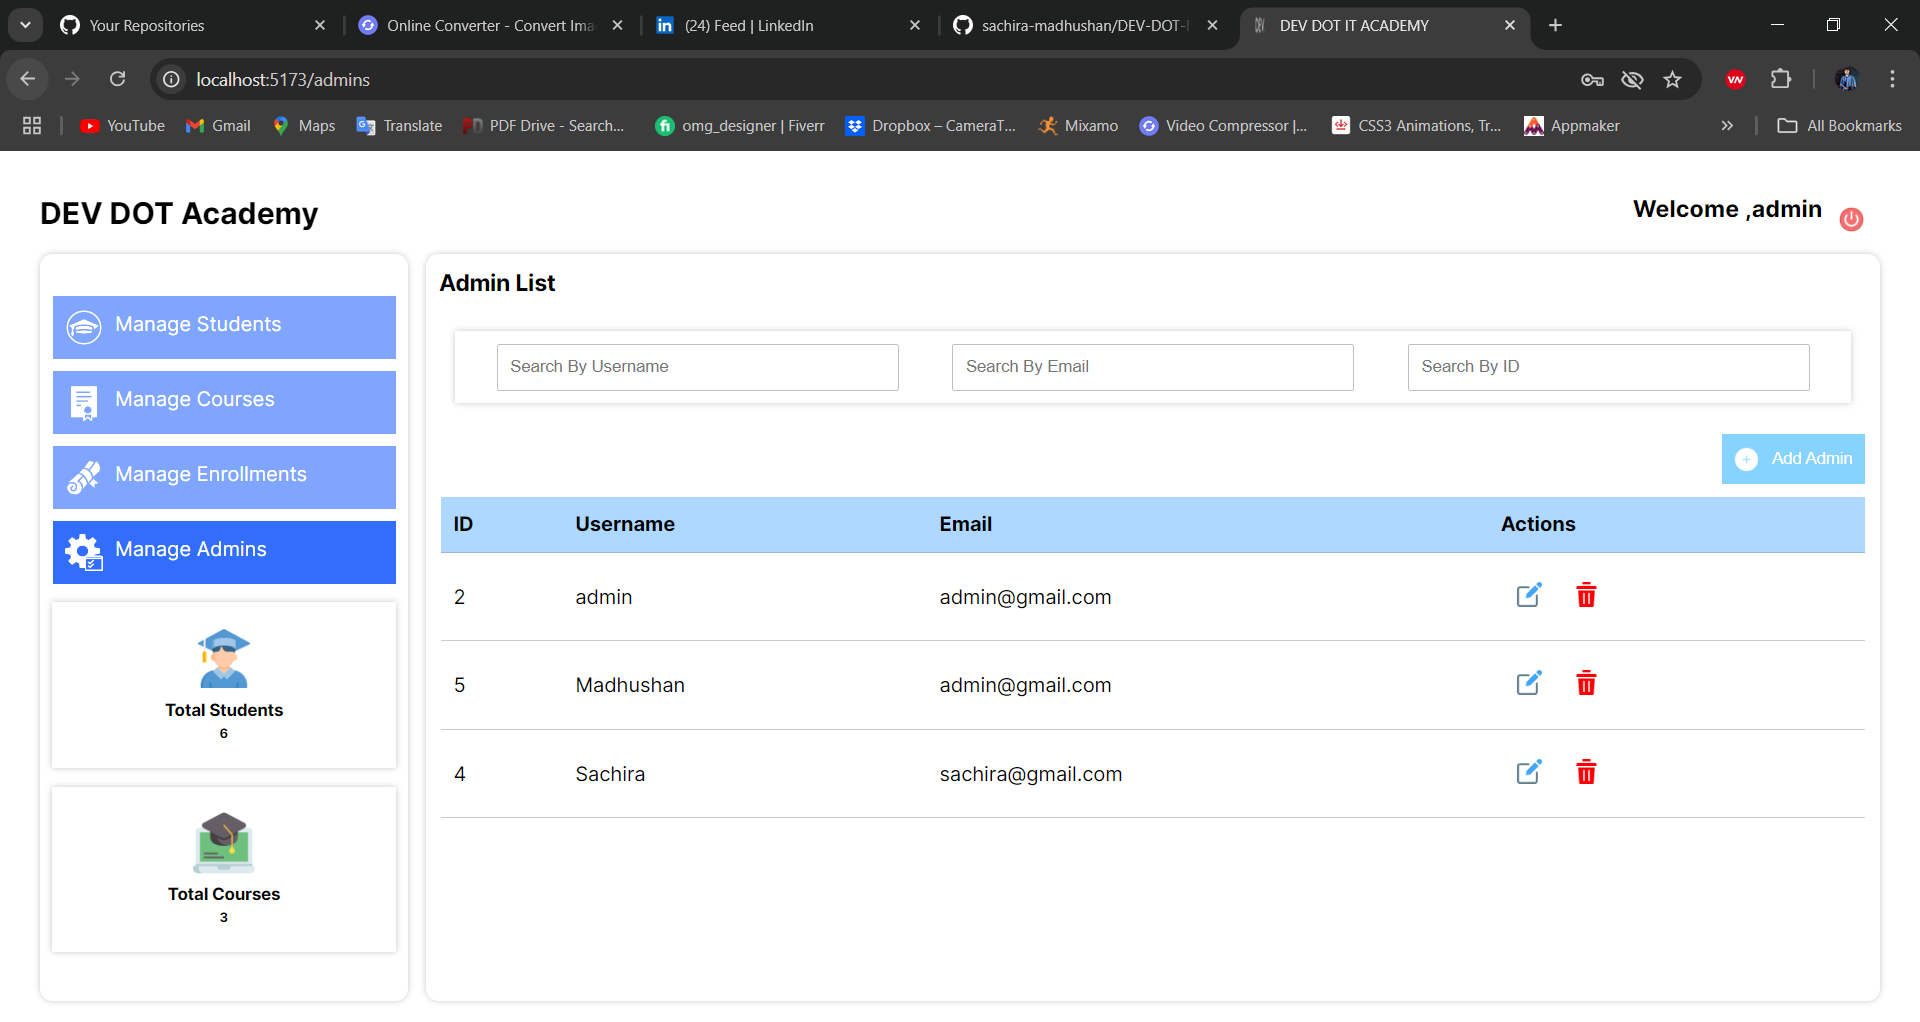 Your Repositories
Online Converter - Convert Ima
(24) Feed | LinkedIn
sachira-madhushan/DEV-DOT-
DEV DOT IT ACADEMY
localhost:5173/admins
YouTube
Gmail
Maps
Translate
PDF Drive - Search...
omg_designer | Fiverr
Dropbox – CameraT...
Mixamo
Video Compressor |...
CSS3 Animations, Tr...
Appmaker
All Bookmarks
DEV DOT Academy
Welcome ,admin
Manage Students
Manage Courses
Manage Enrollments
Manage Admins
Total Students
6
Total Courses
3
Admin List
Search By Username
Search By Email
Search By ID
Add Admin
ID Username Email Actions
2 admin admin@gmail.com
5 Madhushan admin@gmail.com
4 Sachira sachira@gmail.com